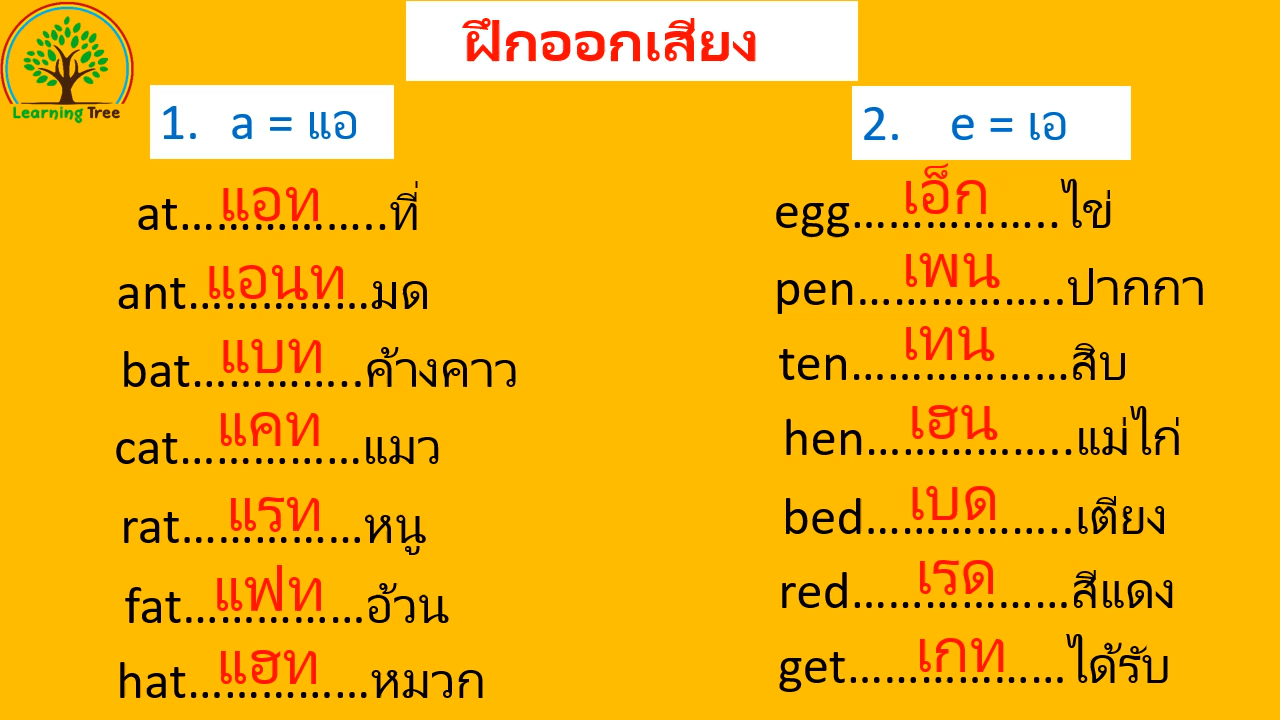 Learning Tree
ฝึกออกเสียง
1. a = แอ
at……………..ที่
แอท
ant……………มด
แอนท
bat…………..ค้างคาว
แบท
cat……………แมว
แคท
rat……………หนู
แรท
fat……………อ้วน
แฟท
hat……………หมวก
แฮท
2. e = เอ
egg……………..ไข่
เอ็ก
pen……………..ปากกา
เพน
ten………………สิบ
เทน
hen……………..แม่ไก่
เฮน
bed……………..เตียง
เบด
red………………สีแดง
เรด
get………………ได้รับ
เกท